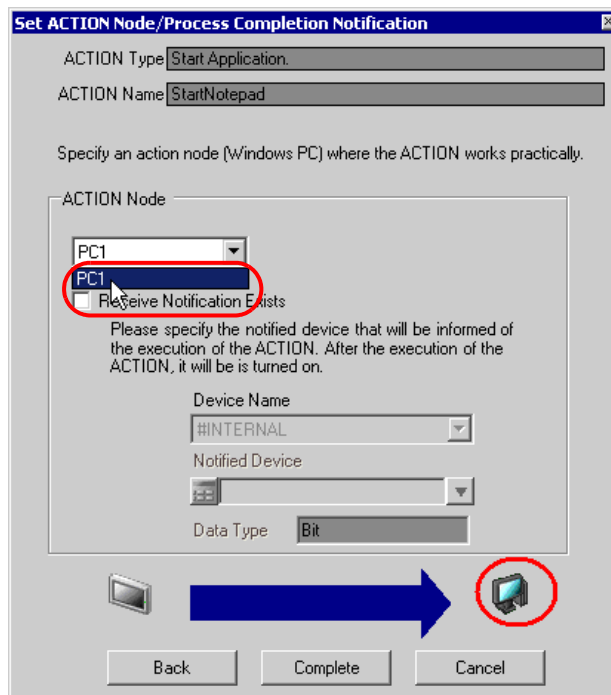 Set ACTION Node/Process Completion Notification
ACTION Type Start Application.
ACTION Name StartNotepad
Specify an action node (Windows PC) where the ACTION works practically.
ACTION Node
PC1
PC1
Receive Notification Exists
Please specify the notified device that will be informed of
the execution of the ACTION. After the execution of the
ACTION, it will be is turned on.
Device Name
#INTERNAL
Notified Device
Data Type Bit
Back Complete Cancel